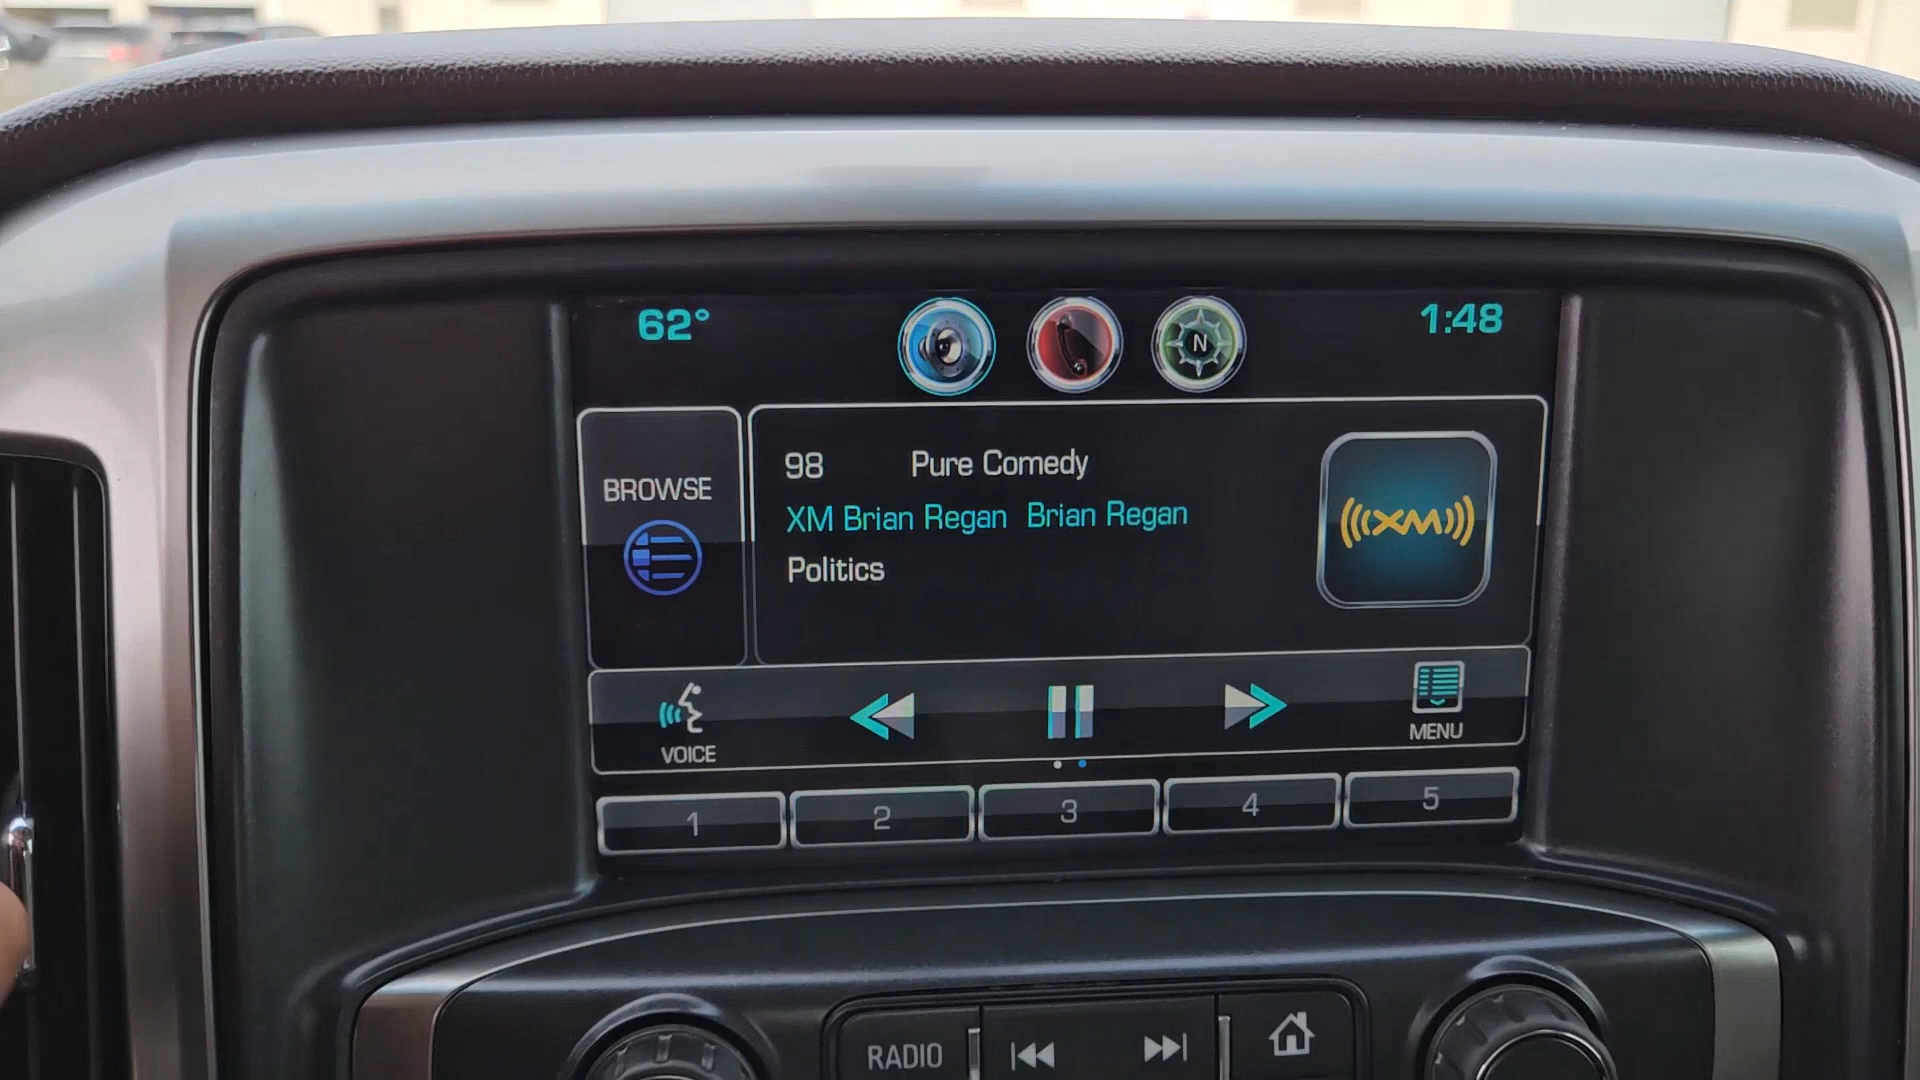 62° 1:48
N
BROWSE
98 Pure Comedy
XM Brian Regan Brian Regan
Politics
XM
VOICE
MENU
1 2 3 4 5
RADIO